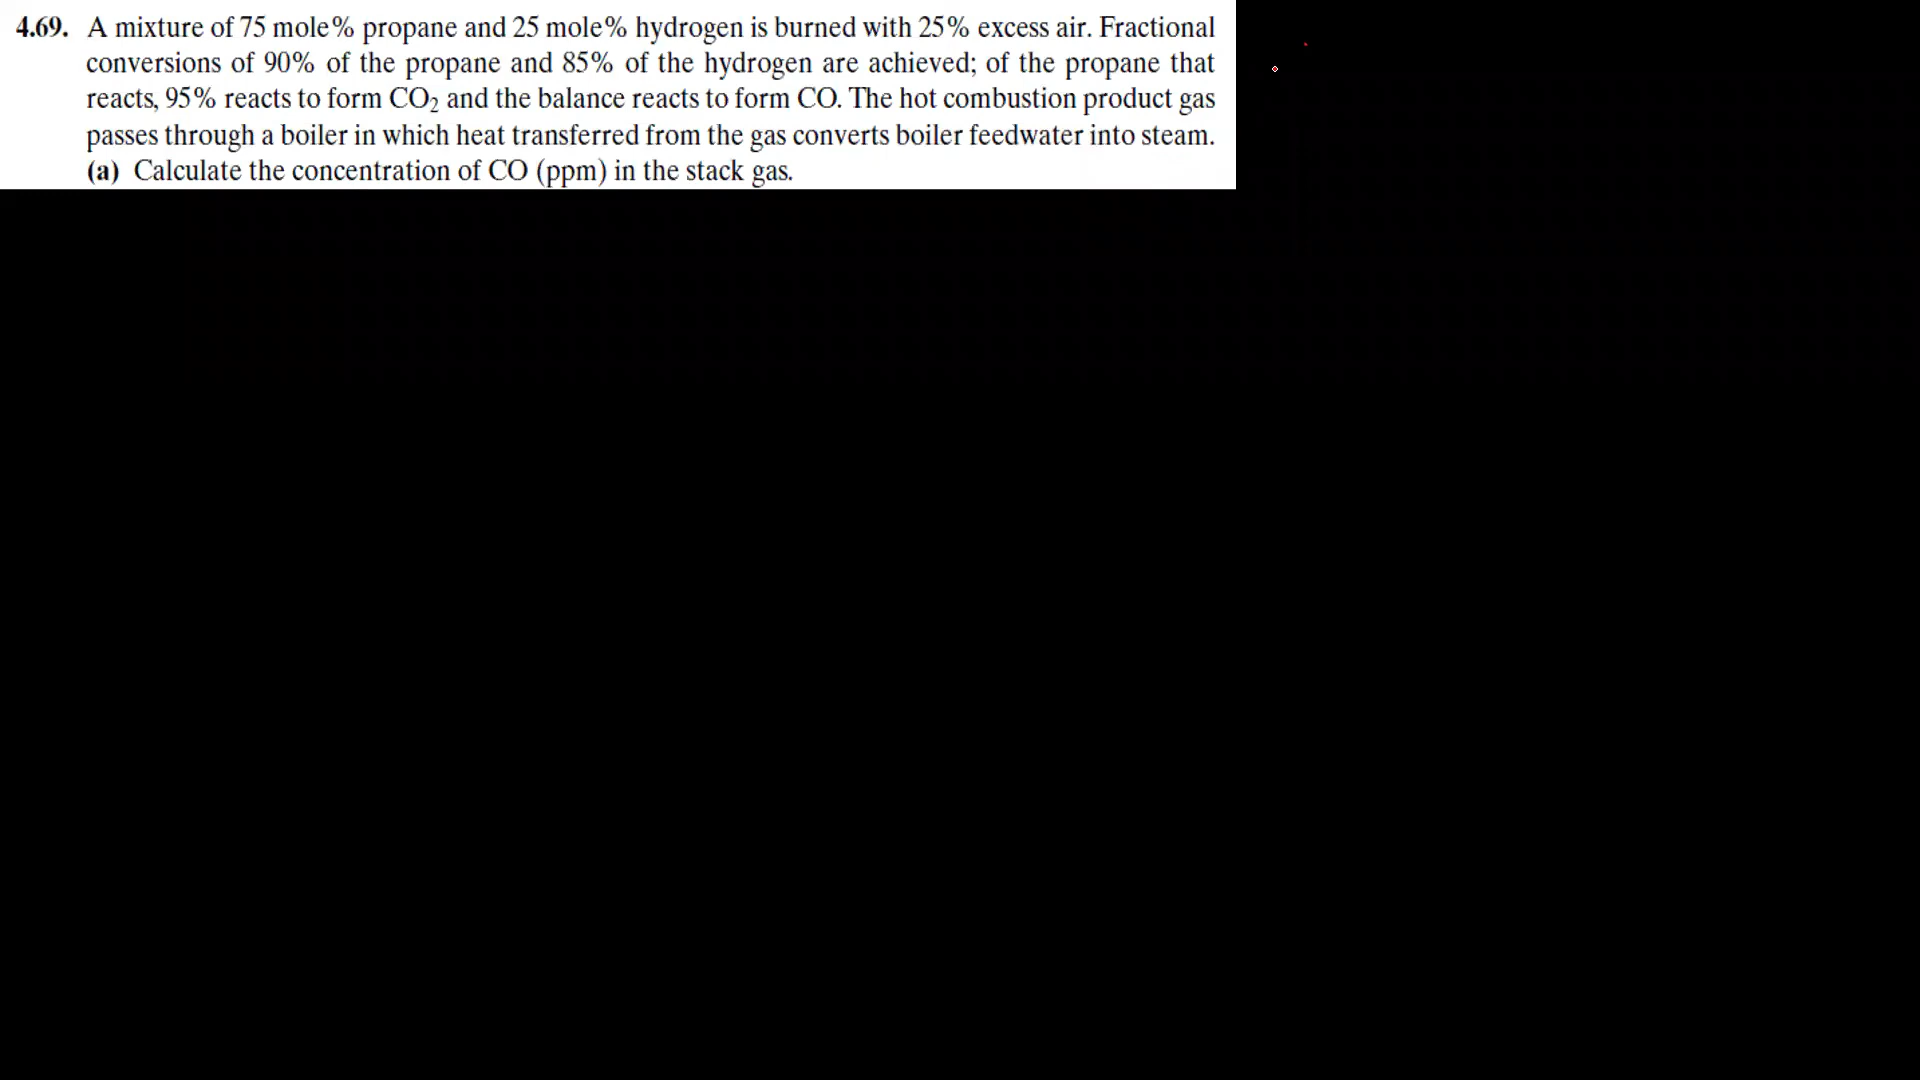 4.69. A mixture of 75 mole% propane and 25 mole% hydrogen is burned with 25% excess air. Fractional
conversions of 90% of the propane and 85% of the hydrogen are achieved; of the propane that
reacts, 95% reacts to form CO₂ and the balance reacts to form CO. The hot combustion product gas
passes through a boiler in which heat transferred from the gas converts boiler feedwater into steam.
(a) Calculate the concentration of CO (ppm) in the stack gas.